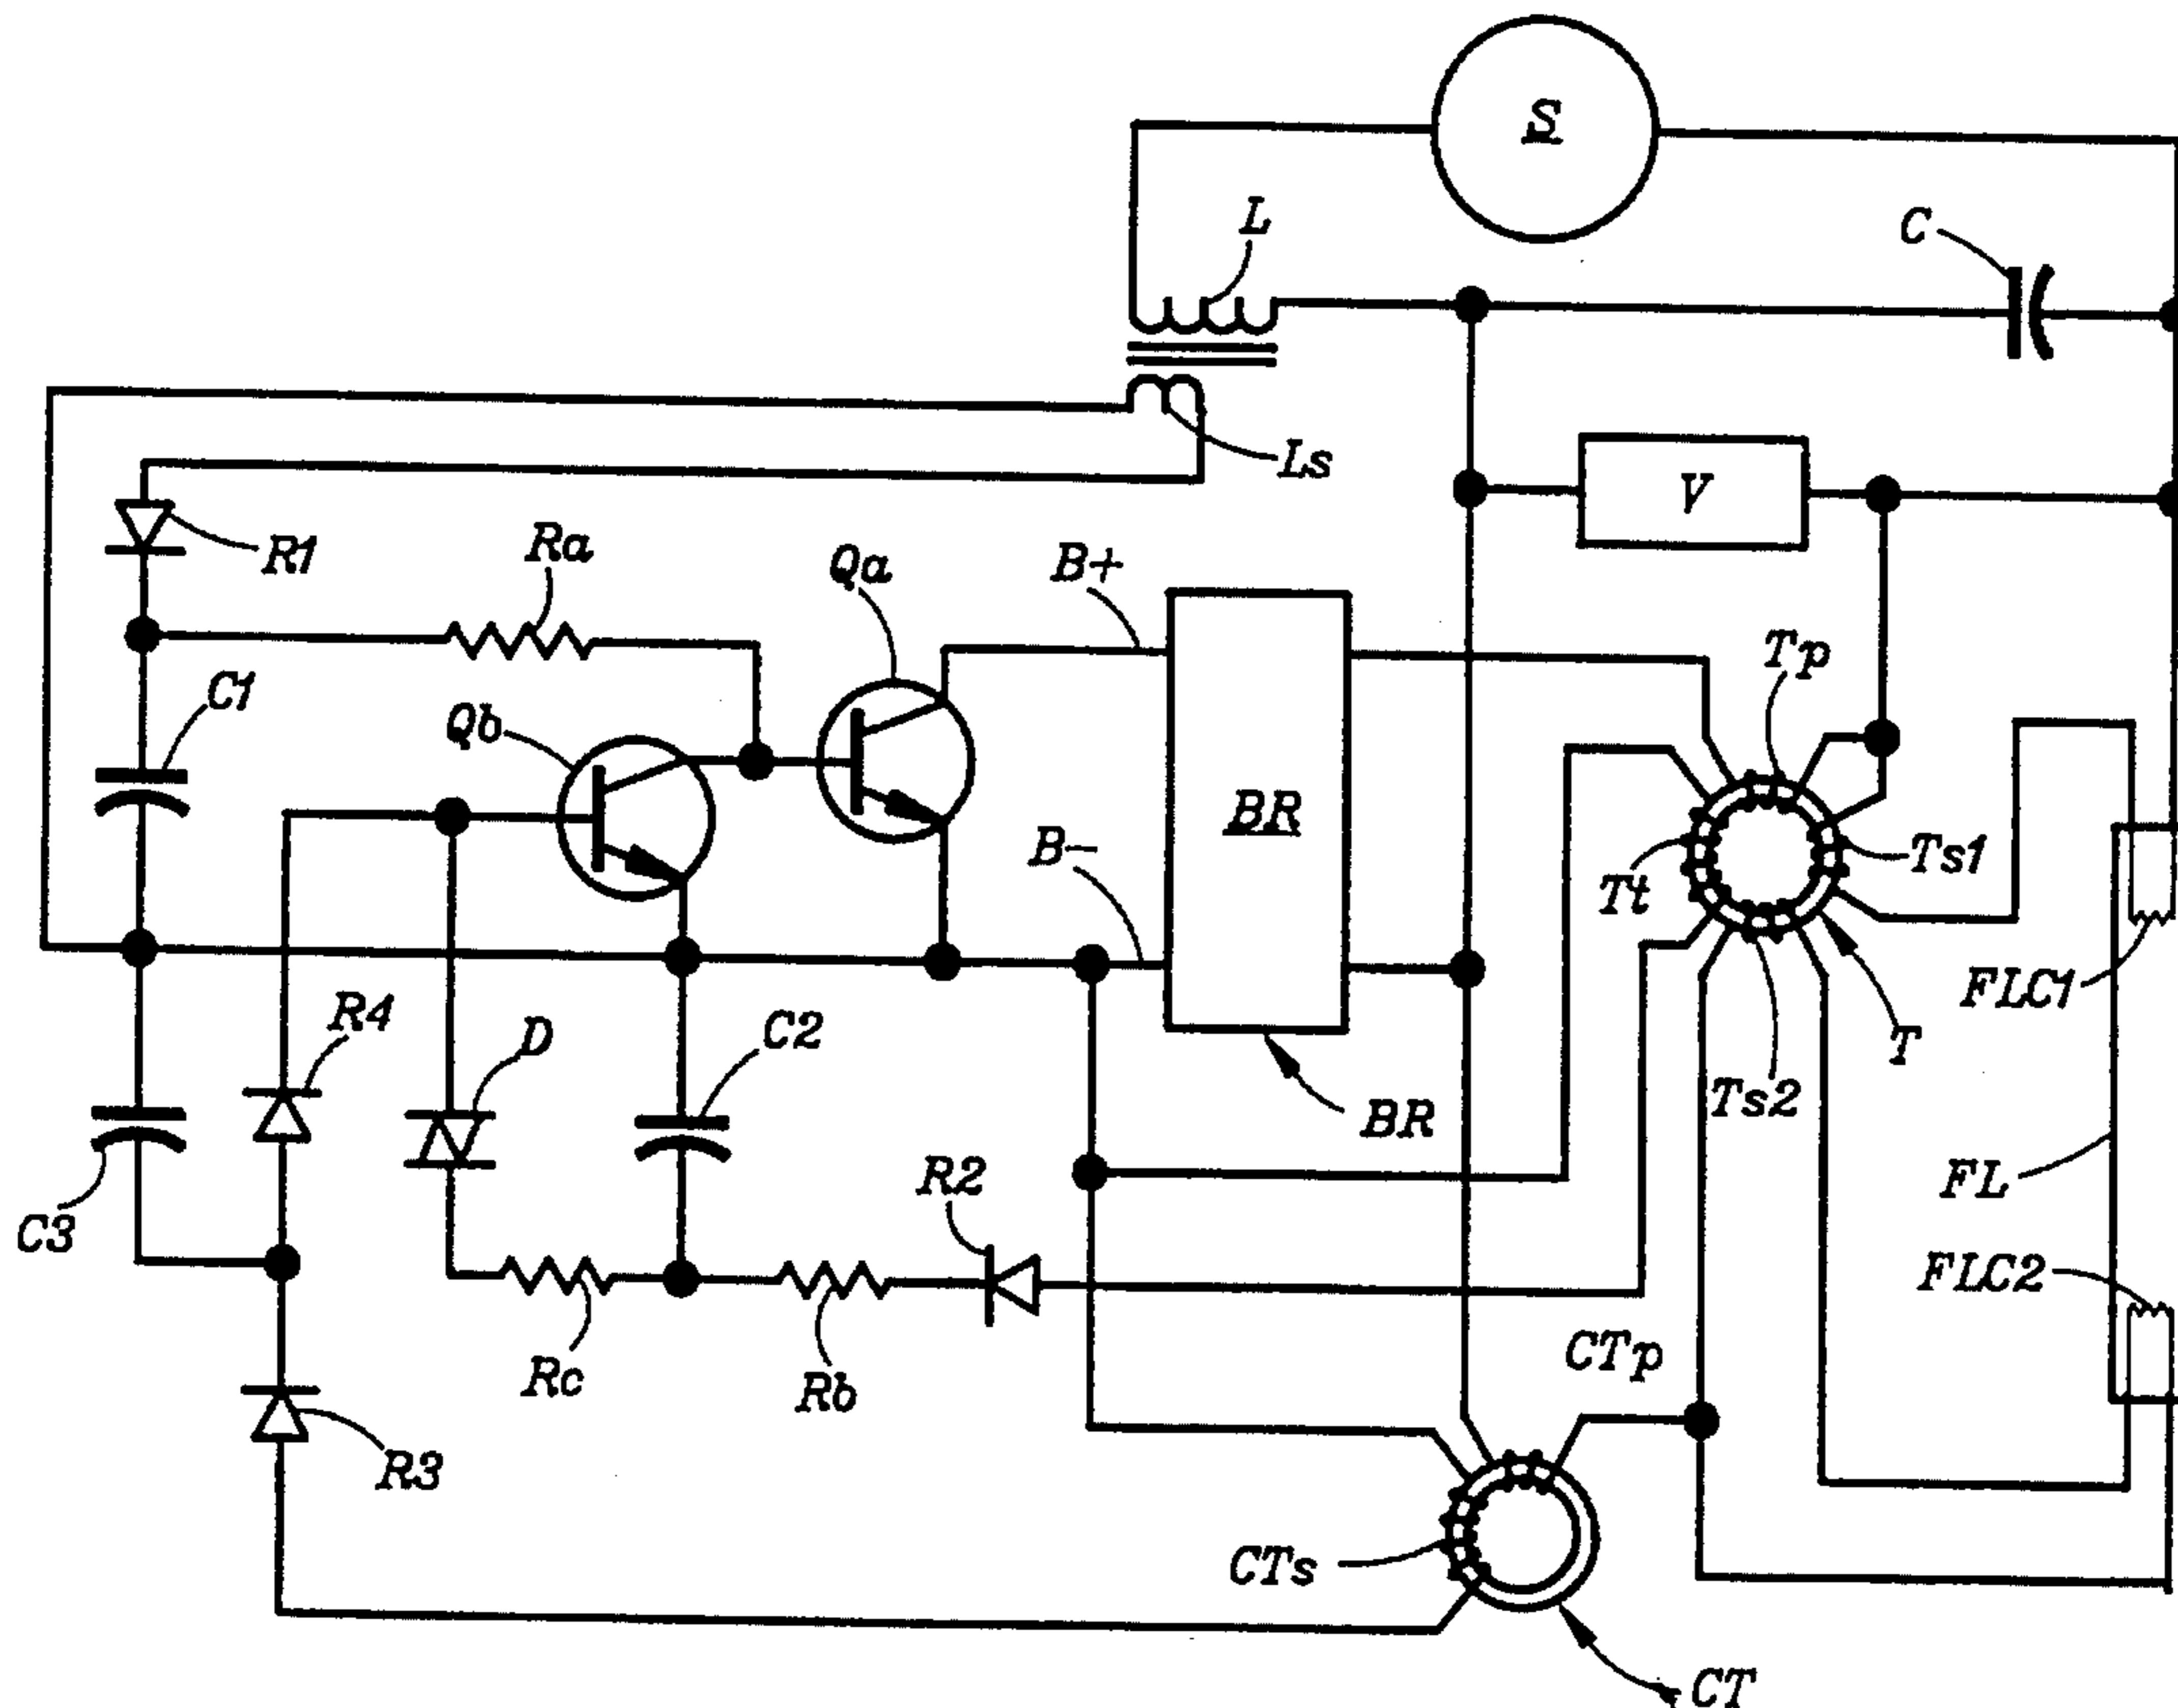 S
L
C
Ls
V
R1
Ra
Qa
B+
Tp
C1
Qb
BR
B-
Tt
Ts1
FLC1
R4
D
C2
T
Ts2
BR
FL
R2
C3
FLC2
Rc
Rb
CTp
R3
CTs
CT